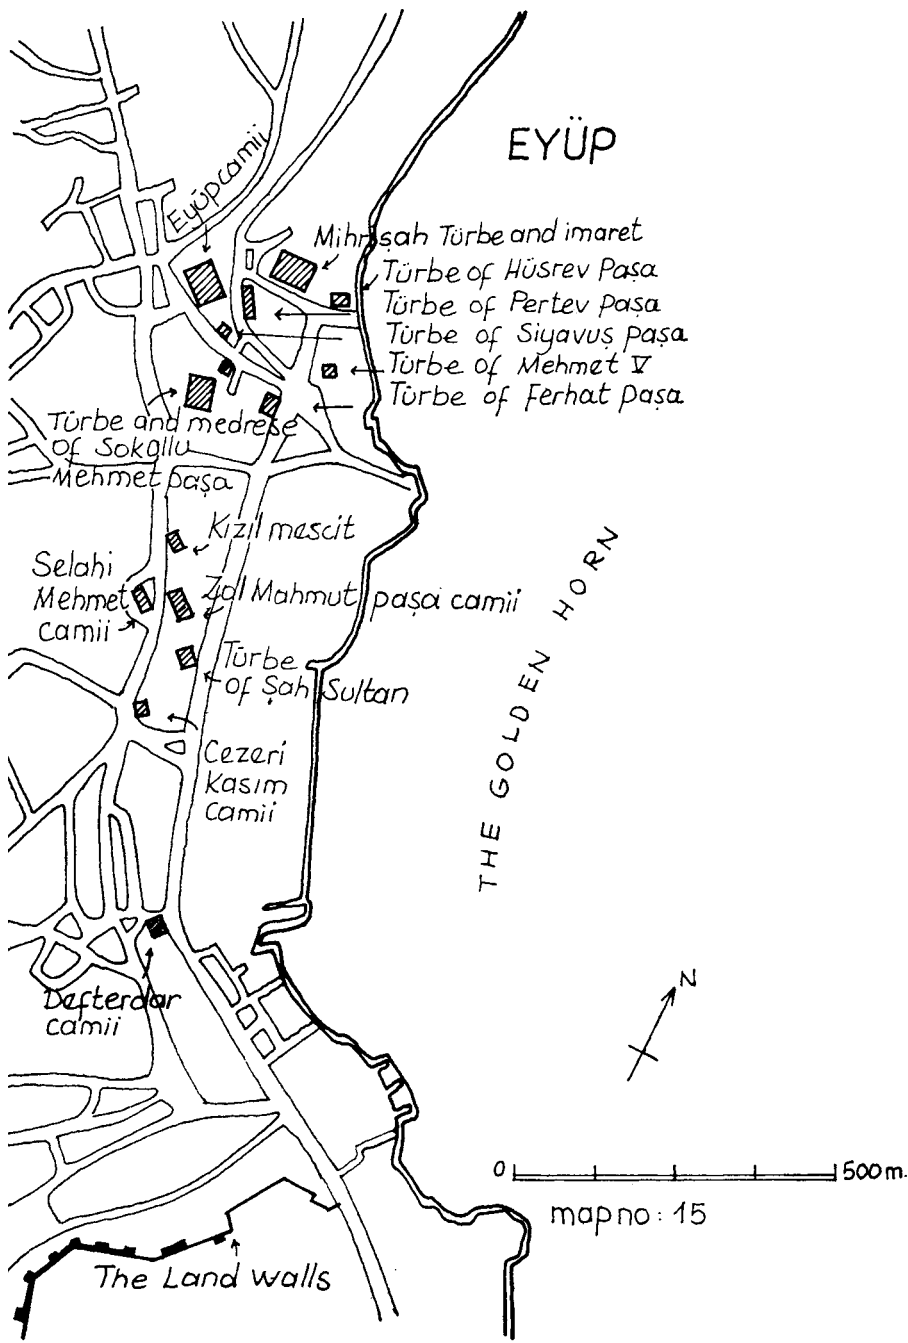 EYÜP
Eyüp camii
Mihrişah Türbe and imaret
Türbe of Hüsrev Paşa
Türbe of Pertev paşa
Türbe of Siyavuş paşa
Türbe of Mehmet V
Türbe of Ferhat paşa
Türbe and medrese
of Sokollu
Mehmet paşa
Kızıl mescit
Selahi
Mehmet
camii
Zal Mahmut paşa camii
Türbe
of Şah Sultan
Cezeri
Kasım
Camii
THE GOLDEN HORN
Defterdar
camii
N
0 500 m.
map no: 15
The Land walls